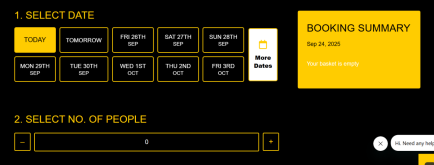 1. SELECT DATE
TODAY
TOMORROW
FRI 26TH
SEP
SAT 27TH
SEP
SUN 28TH
SEP
MON 29TH
SEP
TUE 30TH
SEP
WED 1ST
OCT
THU 2ND
OCT
FRI 3RD
OCT
More
Dates
BOOKING SUMMARY
Sep 24, 2025
Your basket is empty
2. SELECT NO. OF PEOPLE
– 0 +
× Hi. Need any help